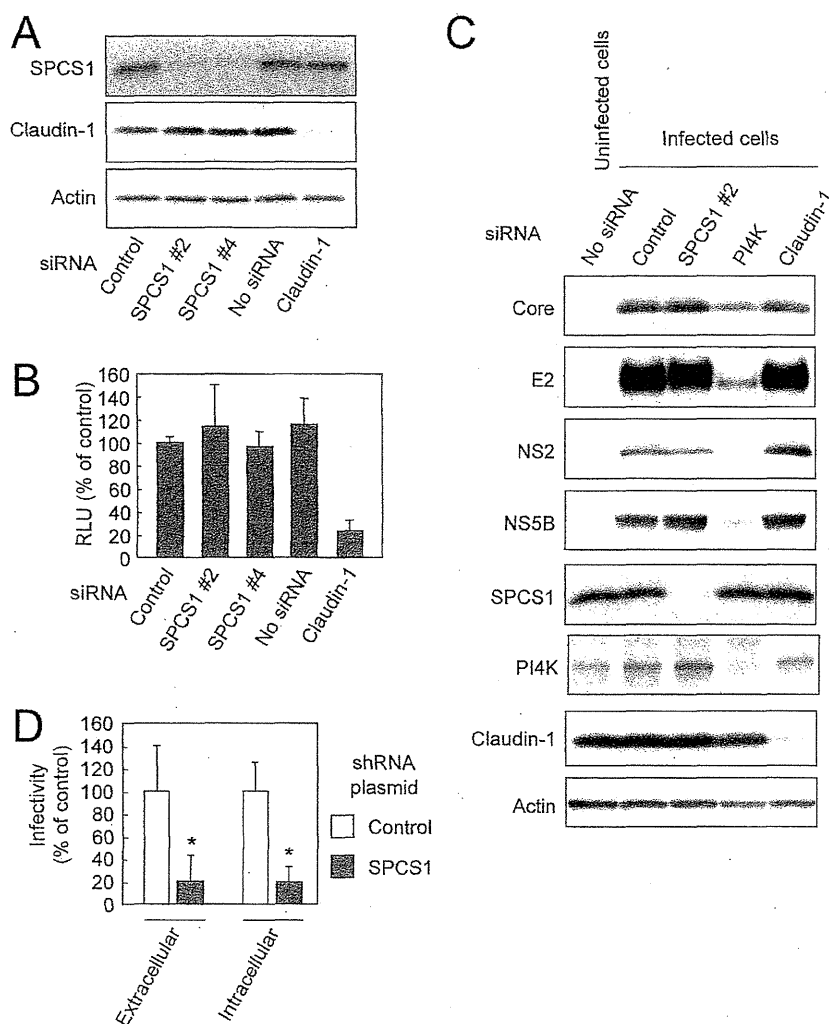 A
SPCS1
Claudin-1
Actin
siRNA
Control
SPCS1 #2
SPCS1 #4
No siRNA
Claudin-1
B
RLU (% of control)
160
140
120
100
80
60
40
20
0
siRNA
Control
SPCS1 #2
SPCS1 #4
No siRNA
Claudin-1
D
Infectivity
(% of control)
160
140
120
100
80
60
40
20
0
*
*
Extracellular
Intracellular
shRNA
plasmid
Control
SPCS1
C
Uninfected cells
Infected cells
siRNA
No siRNA
Control
SPCS1 #2
PI4K
Claudin-1
Core
E2
NS2
NS5B
SPCS1
PI4K
Claudin-1
Actin